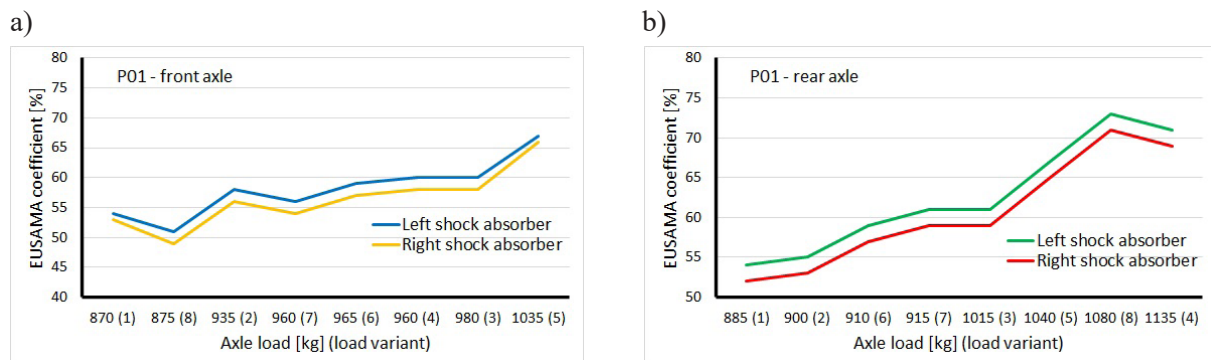 a)
P01 - front axle
EUSAMA coefficient [%]
80
75
70
65
60
55
50
45
40
Left shock absorber
Right shock absorber
870 (1) 875 (8) 935 (2) 960 (7) 965 (6) 960 (4) 980 (3) 1035 (5)
Axle load [kg] (load variant)
b)
P01 - rear axle
EUSAMA coefficient [%]
80
75
70
65
60
55
50
Left shock absorber
Right shock absorber
885 (1) 900 (2) 910 (6) 915 (7) 1015 (3) 1040 (5) 1080 (8) 1135 (4)
Axle load [kg] (load variant)